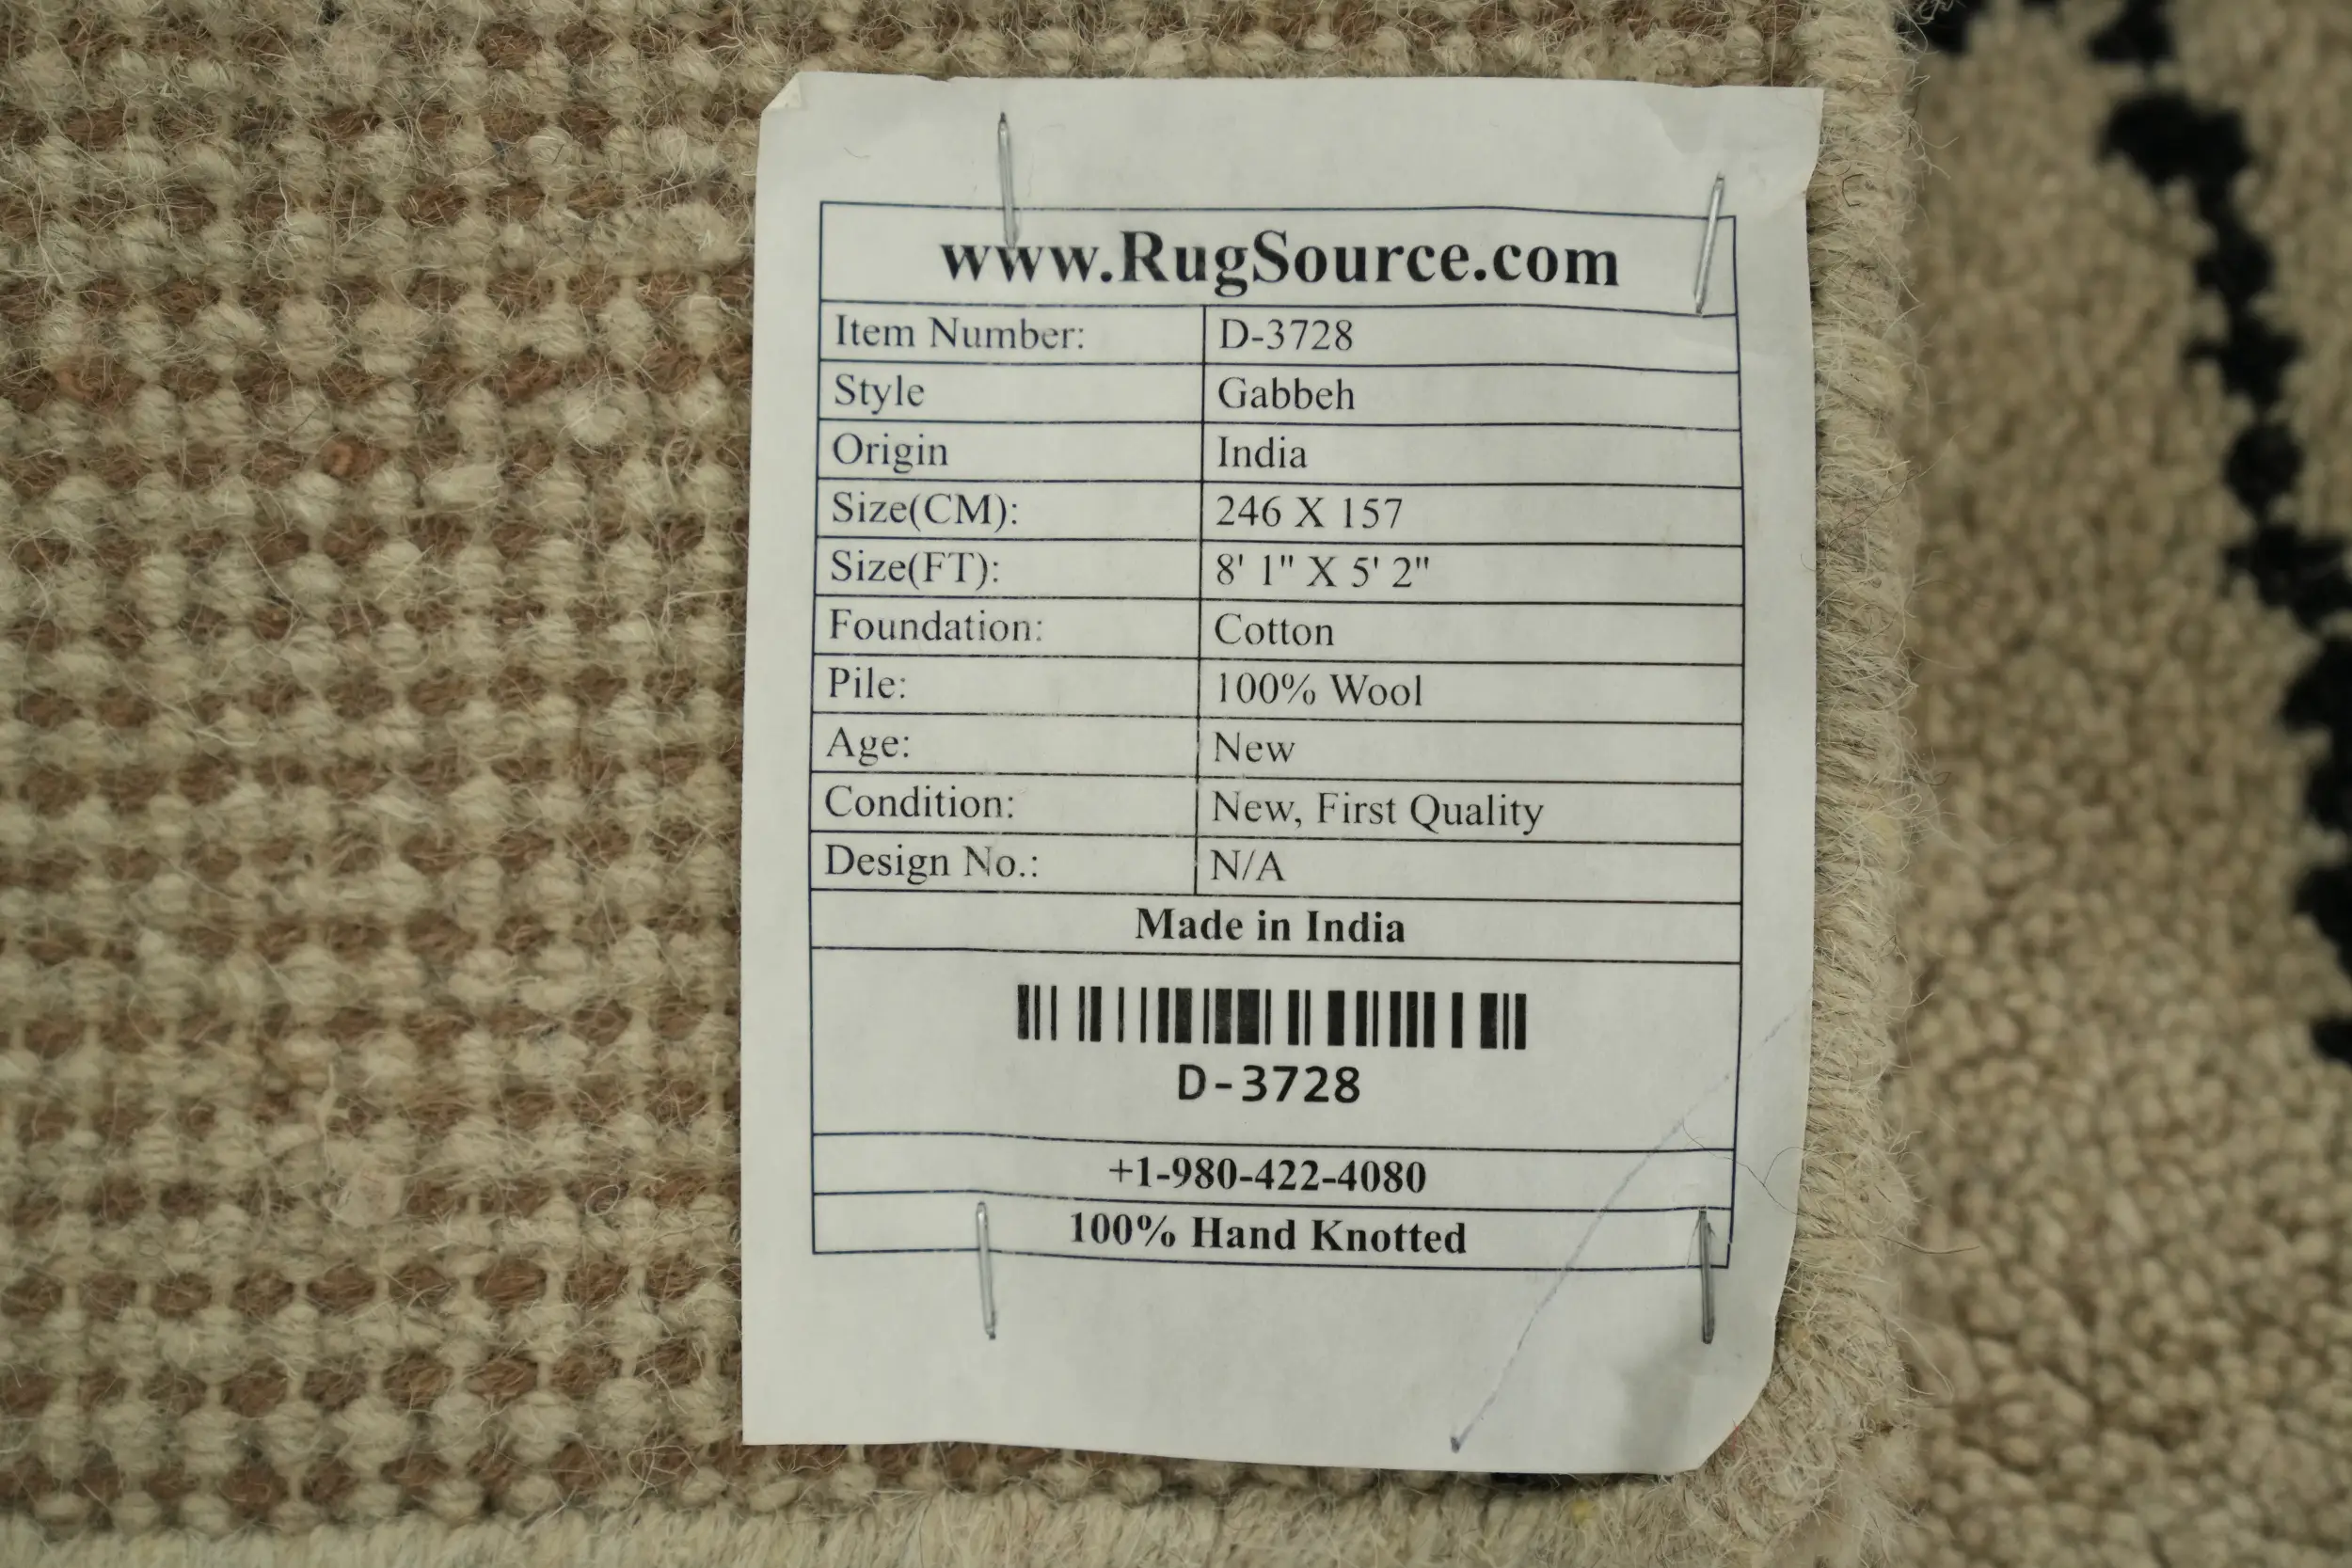 www.RugSource.com
Item Number: D-3728
Style Gabbeh
Origin India
Size(CM): 246 X 157
Size(FT): 8' 1" X 5' 2"
Foundation: Cotton
Pile: 100% Wool
Age: New
Condition: New, First Quality
Design No.: N/A
Made in India
D-3728
+1-980-422-4080
100% Hand Knotted